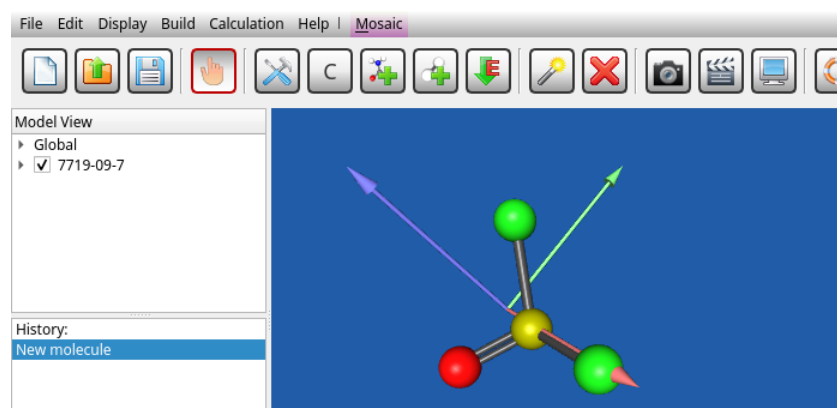 File Edit Display Build Calculation Help Mosaic
C E
Model View
Global
7719-09-7
History:
New molecule